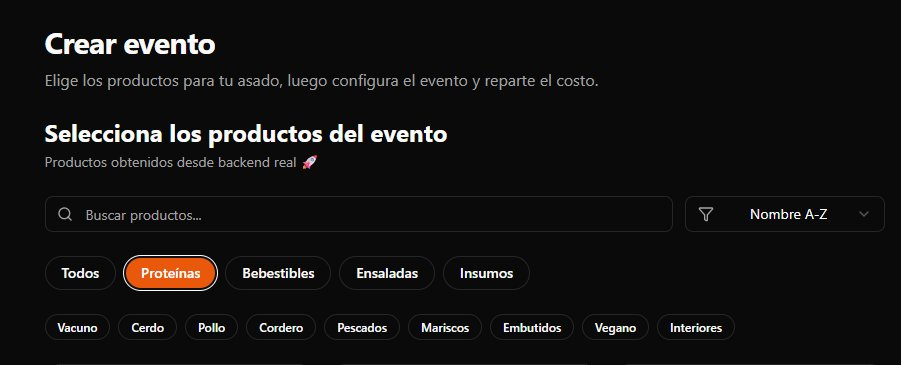 Crear evento
Elige los productos para tu asado, luego configura el evento y reparte el costo.
Selecciona los productos del evento
Productos obtenidos desde backend real 🚀
Buscar productos... Nombre A-Z
Todos Proteínas Bebestibles Ensaladas Insumos
Vacuno Cerdo Pollo Cordero Pescados Mariscos Embutidos Vegano Interiores